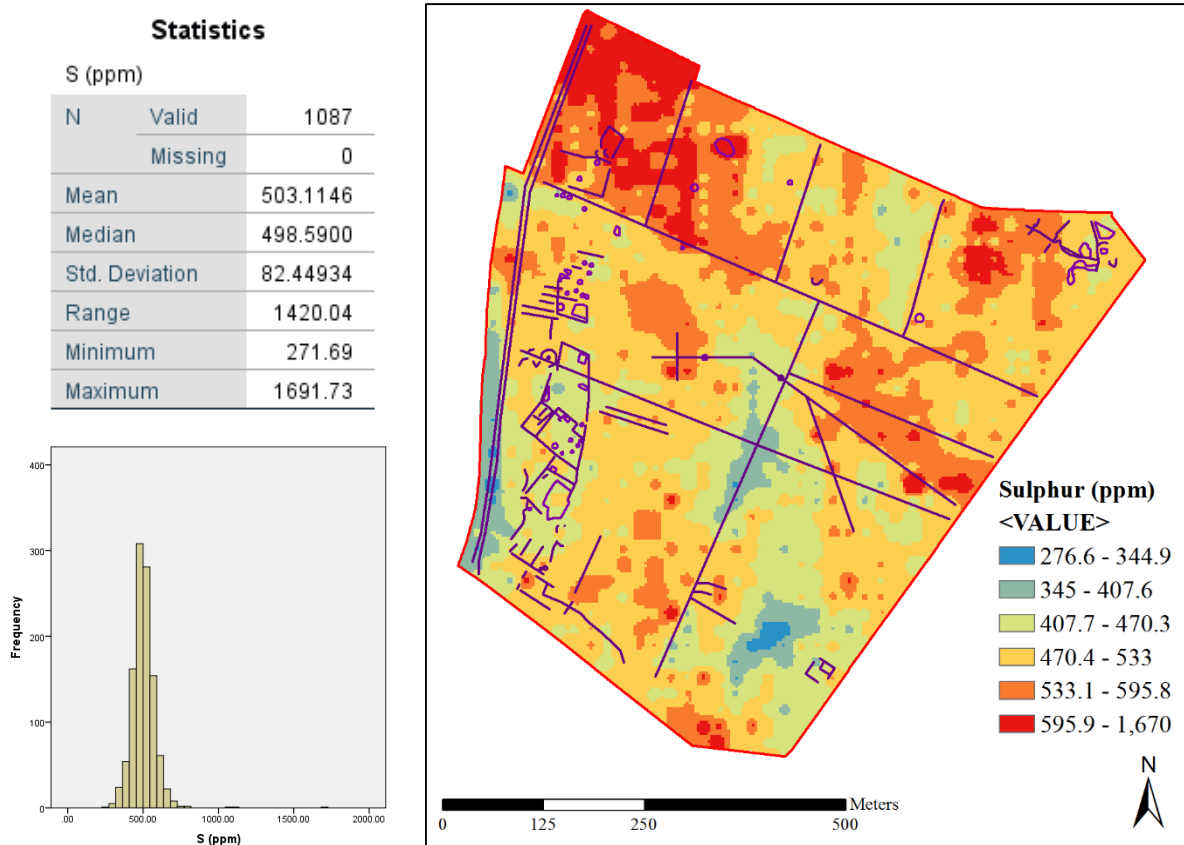 Statistics
S (ppm)
N Valid 1087
Missing 0
Mean 503.1146
Median 498.5900
Std. Deviation 82.44934
Range 1420.04
Minimum 271.69
Maximum 1691.73
400
300
200
100
0
Frequency
.00 500.00 1000.00 1500.00 2000.00
S (ppm)
Sulphur (ppm)
<VALUE>
276.6 - 344.9
345 - 407.6
407.7 - 470.3
470.4 - 533
533.1 - 595.8
595.9 - 1,670
N
Meters
0 125 250 500